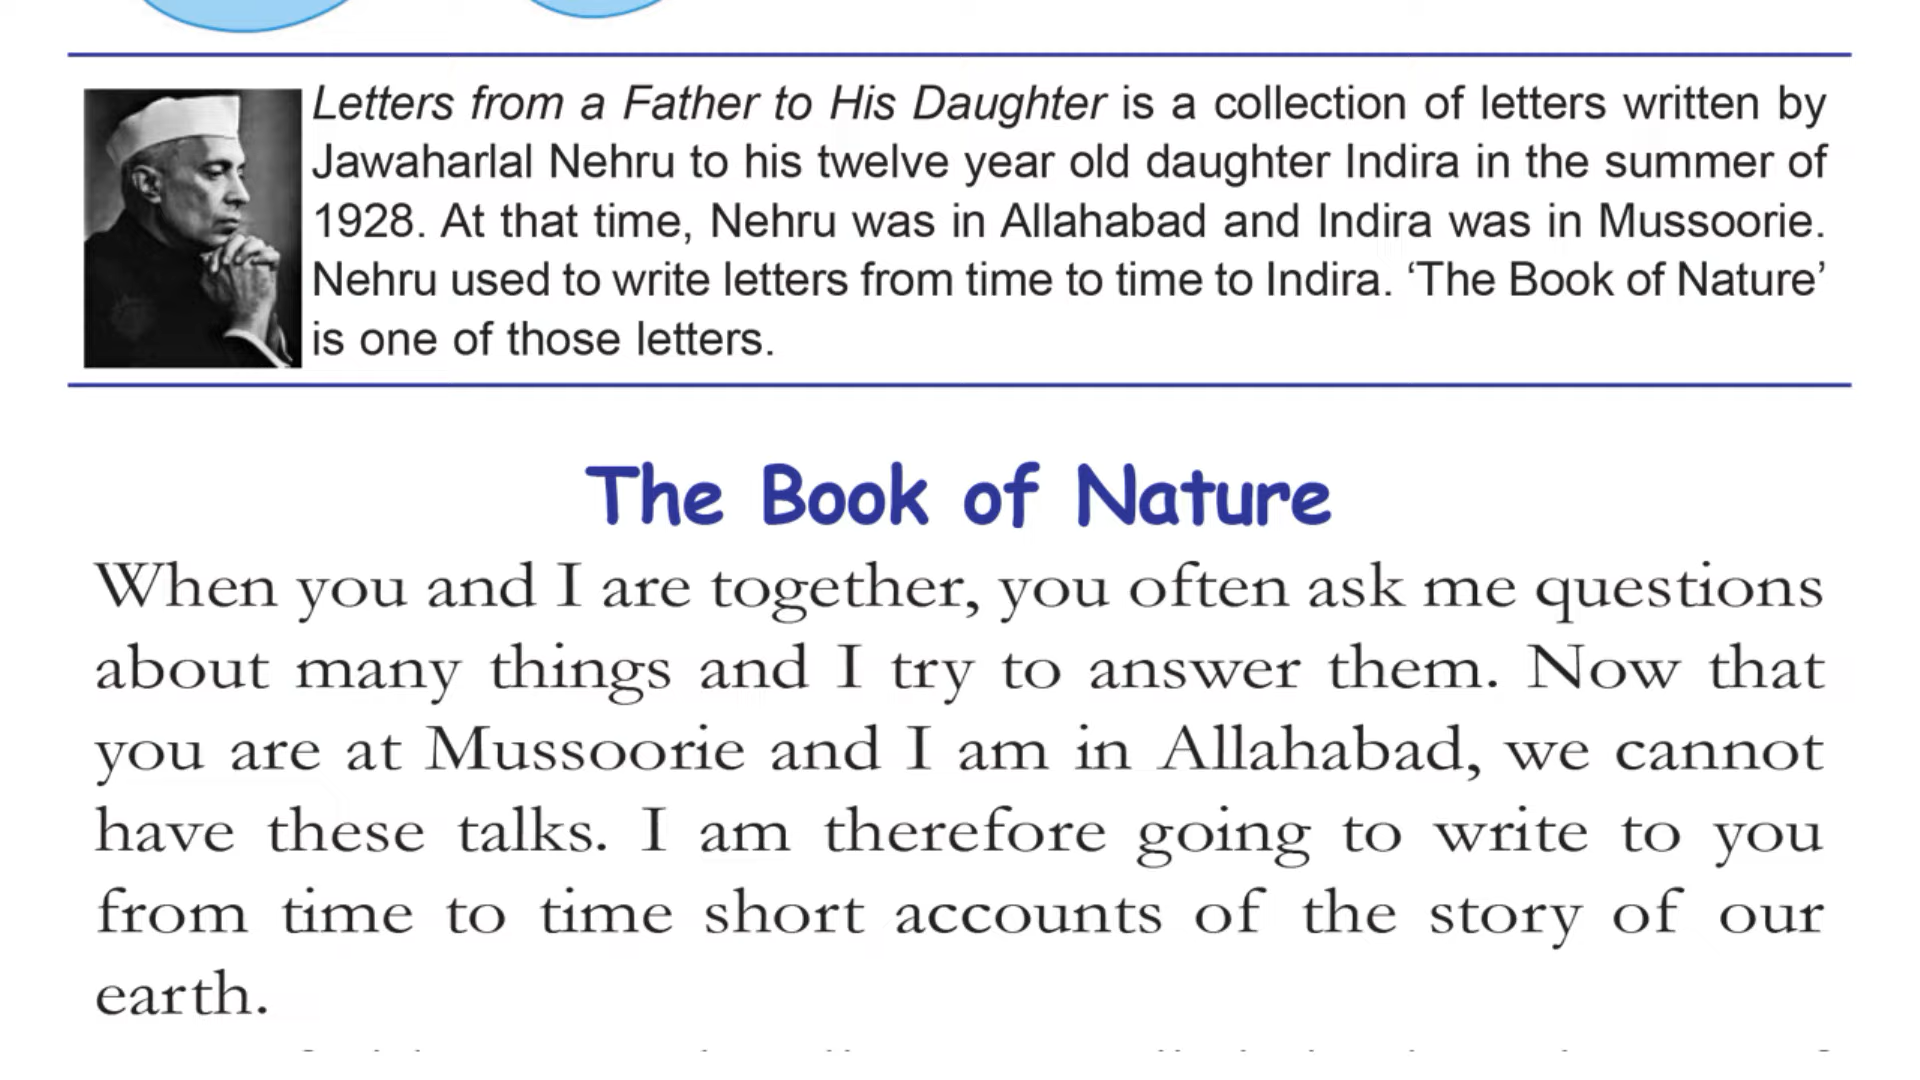 Letters from a Father to His Daughter is a collection of letters written by
Jawaharlal Nehru to his twelve year old daughter Indira in the summer of
1928. At that time, Nehru was in Allahabad and Indira was in Mussoorie.
Nehru used to write letters from time to time to Indira. ‘The Book of Nature’
is one of those letters.
The Book of Nature
When you and I are together, you often ask me questions
about many things and I try to answer them. Now that
you are at Mussoorie and I am in Allahabad, we cannot
have these talks. I am therefore going to write to you
from time to time short accounts of the story of our
earth.